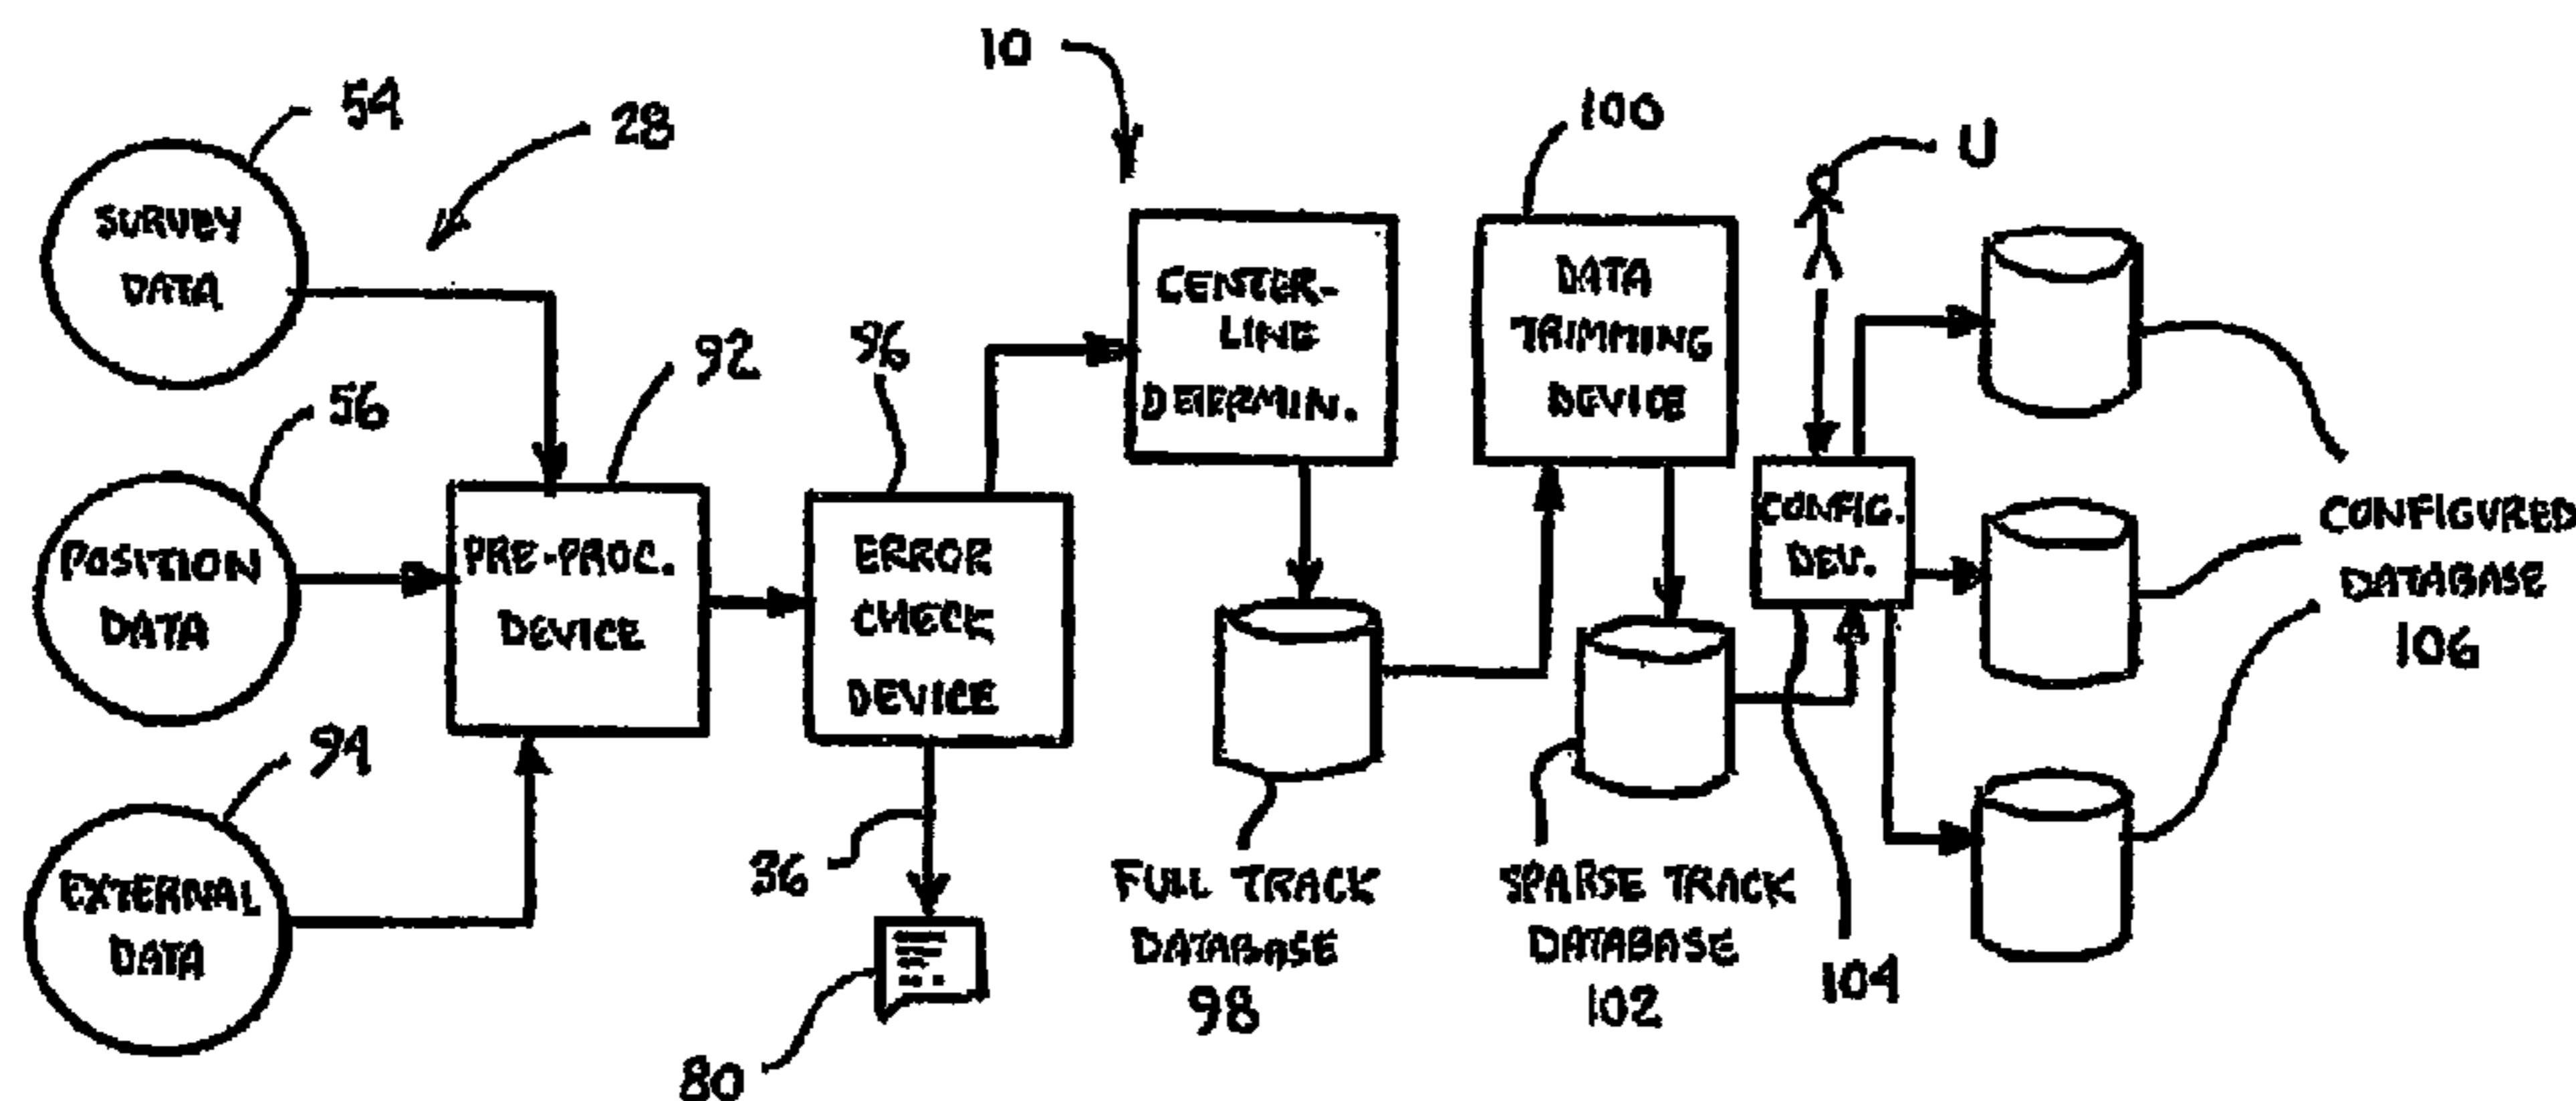 10
54
28
100
U
SURVEY
DATA
CENTER-
LINE
DETERMIN.
DATA
TRIMMING
DEVICE
56
92
96
CONFIG.
DEV.
CONFIGURED
DATABASE
106
POSITION
DATA
PRE-PROC.
DEVICE
ERROR
CHECK
DEVICE
94
36
EXTERNAL
DATA
FULL TRACK
DATABASE
98
SPARSE TRACK
DATABASE
102
104
80